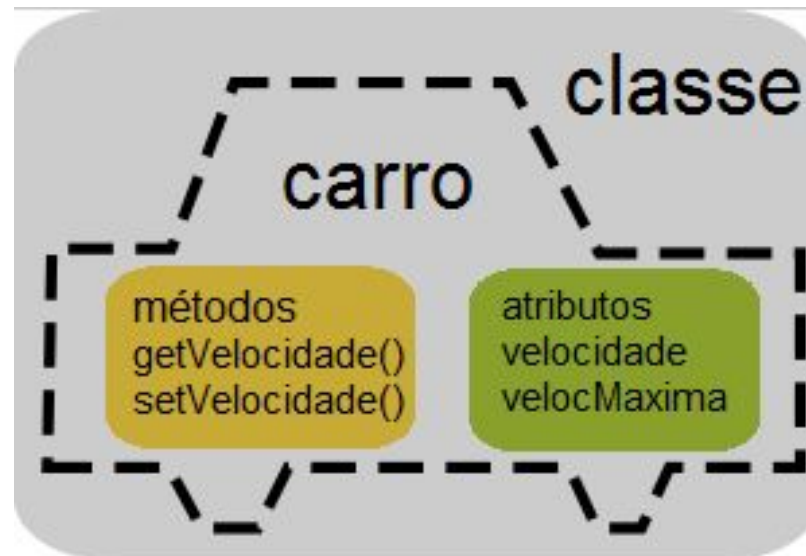 classe
carro
métodos
getVelocidade()
setVelocidade()
atributos
velocidade
velocMaxima